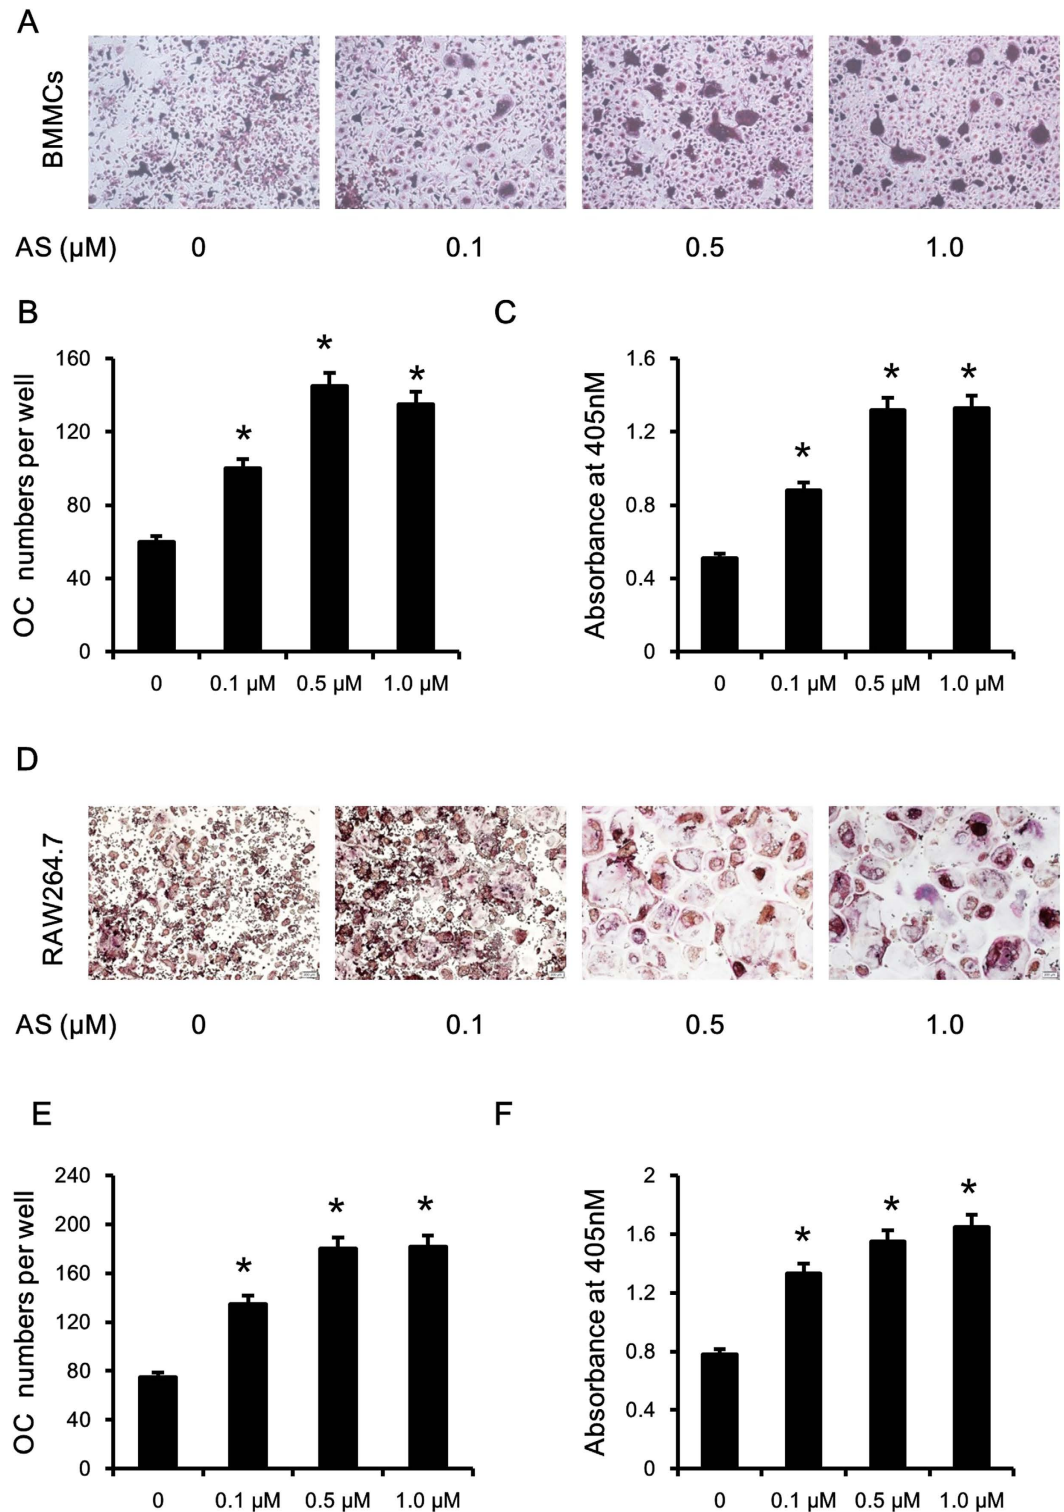 A
BMMCs
AS (μM) 0 0.1 0.5 1.0
B
OC numbers per well
160
120
80
40
0
*
*
*
0 0.1 μM 0.5 μM 1.0 μM
C
Absorbance at 405nM
1.6
1.2
0.8
0.4
0
*
*
*
0 0.1 μM 0.5 μM 1.0 μM
D
RAW264.7
AS (μM) 0 0.1 0.5 1.0
E
OC numbers per well
240
200
160
120
80
40
0
*
*
*
0 0.1 μM 0.5 μM 1.0 μM
F
Absorbance at 405nM
2
1.6
1.2
0.8
0.4
0
*
*
*
0 0.1 μM 0.5 μM 1.0 μM